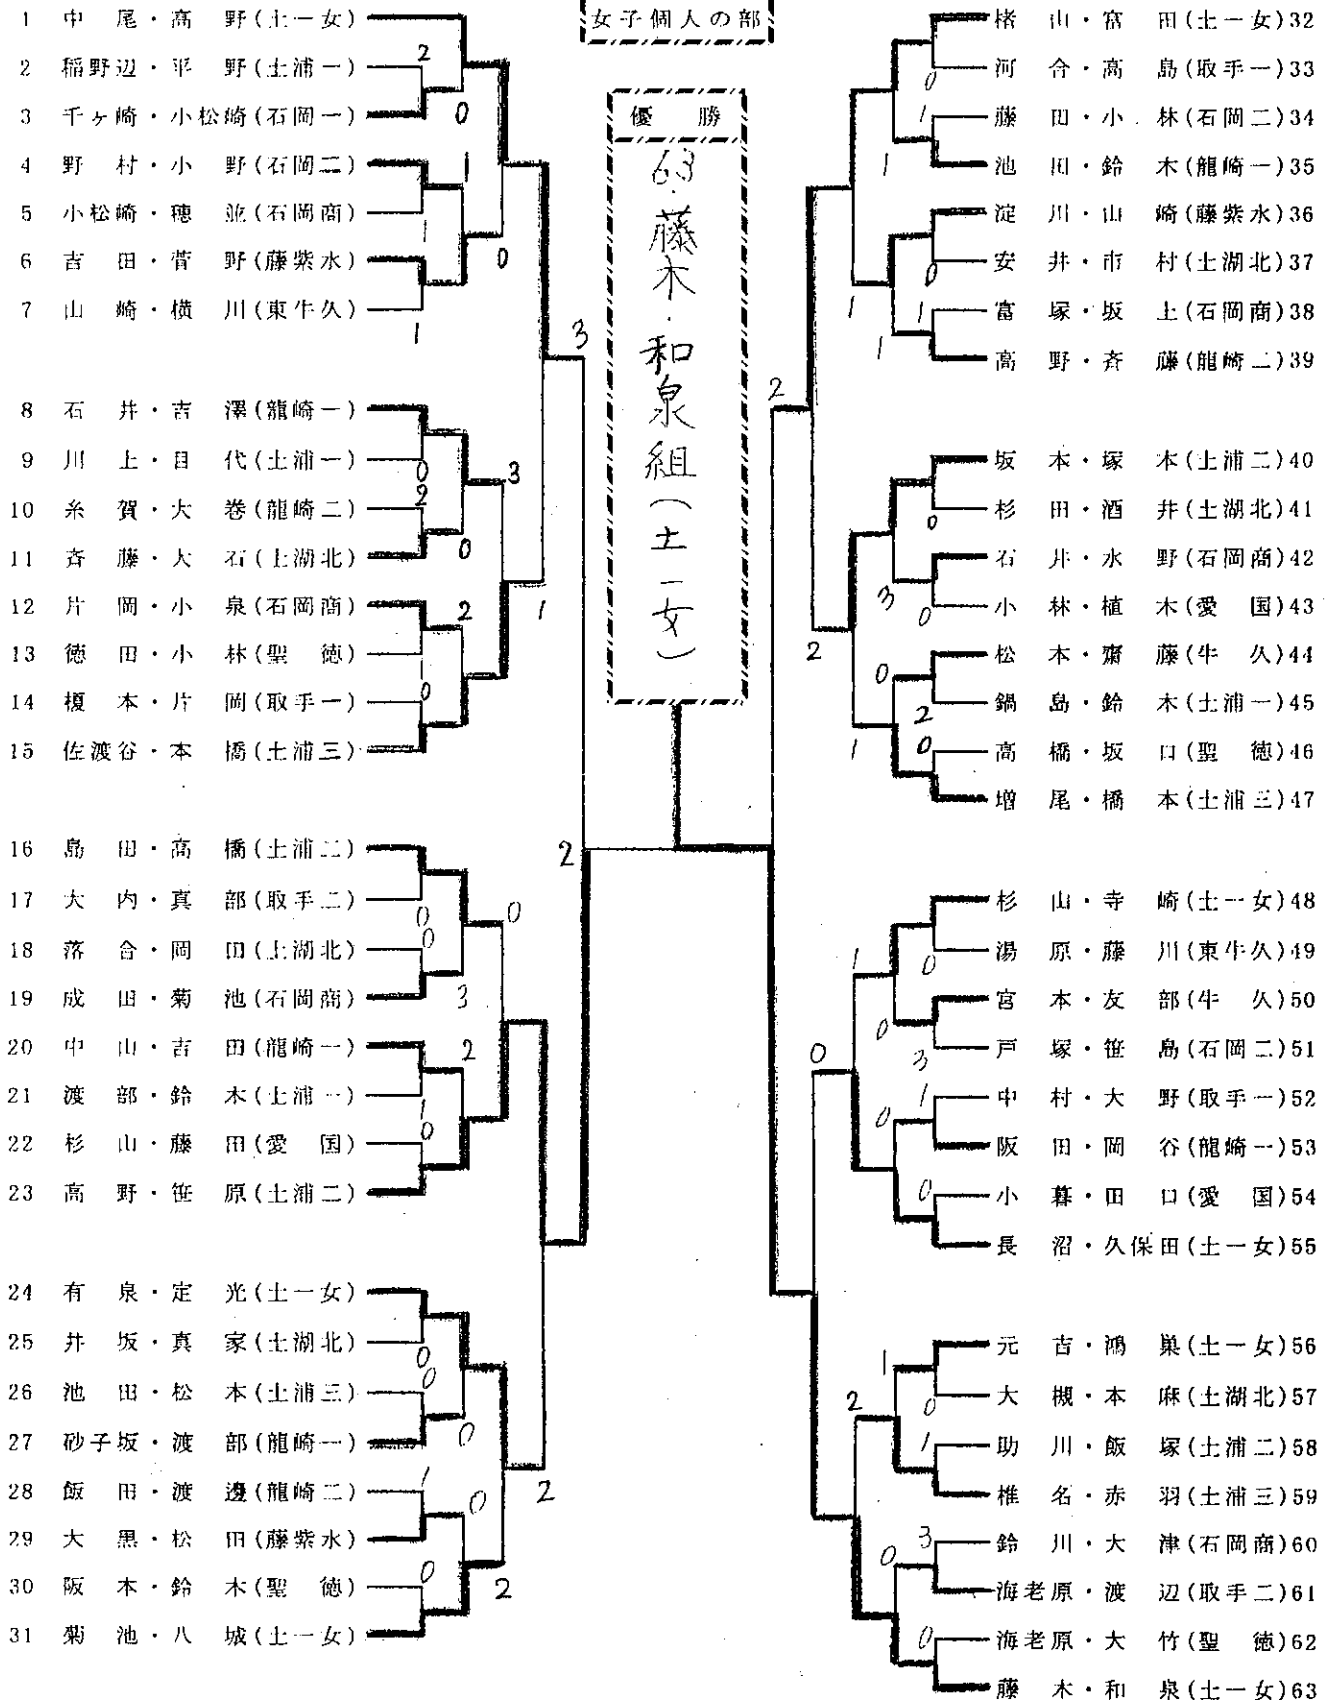 女子個人の部
優 勝
63.藤木・和泉組(土一女)
1 中 尾・高 野(土一女)
2 稲野辺・平 野(土浦一)
3 千ヶ崎・小松崎(石岡一)
4 野 村・小 野(石岡二)
5 小松崎・穂 並(石岡商)
6 吉 田・菅 野(藤紫水)
7 山 崎・横 川(東牛久)
8 石 井・吉 澤(龍崎一)
9 川 上・目 代(土浦一)
10 糸 賀・大 巻(龍崎二)
11 斉 藤・大 石(土湖北)
12 片 岡・小 泉(石岡商)
13 徳 田・小 林(聖 徳)
14 榎 本・片 岡(取手一)
15 佐渡谷・本 橋(土浦三)
16 島 田・高 橋(土浦二)
17 大 内・真 部(取手二)
18 落 合・岡 田(土湖北)
19 成 田・菊 池(石岡商)
20 中 山・吉 田(龍崎一)
21 渡 部・鈴 木(土浦一)
22 杉 山・藤 田(愛 国)
23 高 野・笹 原(土浦二)
24 有 泉・定 光(土一女)
25 井 坂・真 家(土湖北)
26 池 田・松 本(土浦三)
27 砂子坂・渡 部(龍崎一)
28 飯 田・渡 邊(龍崎二)
29 大 黒・松 田(藤紫水)
30 阪 本・鈴 木(聖 徳)
31 菊 池・八 城(土一女)
楮 山・富 田(土一女)32
河 合・高 島(取手一)33
藤 田・小 林(石岡二)34
池 田・鈴 木(龍崎一)35
淀 川・山 崎(藤紫水)36
安 井・市 村(土湖北)37
富 塚・坂 上(石岡商)38
高 野・斉 藤(龍崎二)39
坂 本・塚 本(土浦二)40
杉 田・酒 井(土湖北)41
石 井・水 野(石岡商)42
小 林・植 木(愛 国)43
松 本・齋 藤(牛 久)44
鍋 島・鈴 木(土浦一)45
高 橋・坂 口(聖 徳)46
増 尾・橋 本(土浦三)47
杉 山・寺 崎(土一女)48
湯 原・藤 川(東牛久)49
宮 本・友 部(牛 久)50
戸 塚・笹 島(石岡二)51
中 村・大 野(取手一)52
阪 田・岡 谷(龍崎一)53
小 暮・田 口(愛 国)54
長 沼・久保田(土一女)55
元 吉・鴻 巣(土一女)56
大 槻・本 麻(土湖北)57
助 川・飯 塚(土浦二)58
椎 名・赤 羽(土浦三)59
鈴 川・大 津(石岡商)60
海老原・渡 辺(取手二)61
海老原・大 竹(聖 徳)62
藤 木・和 泉(土一女)63